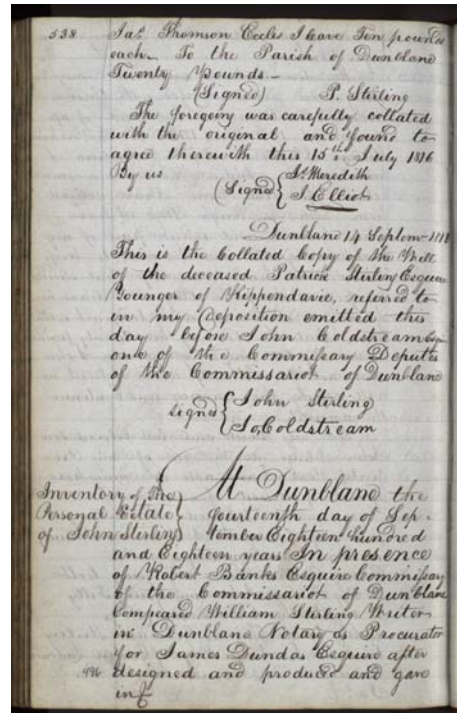 538 Jas. Thomson Eccles I leave Ten pounds
each. To the Parish of Dunblane
Twenty Pounds.—
(Signed) P. Stirling
The foregoing was carefully collated
with the original and found to
agree therewith this 15th July 1816
By us
(Signed { Js. Meredith
J. Elliot
Dunblane 14 Septem- 1818
This is the Collated Copy of the Will
of the deceased Patrick Stirling Esquire
Younger of Kippendavie, referred to
in my Deposition emitted this
day before John Coldstream Esqr.
one of the Commissary Deputes
of the Commissariot of Dunblane
signed { John Stirling
Jo, Coldstream
Inventory of the
Personal Estate
of John Sterling }
At Dunblane the
fourteenth day of Sep-
tember Eighteen hundred
and Eighteen years In presence
of Robert Banks Esquire Commissary
of the Commissariot of Dunblane
Compeared William Stirling Writer
in Dunblane Notary as Procurator
for James Dundas Esquire after
designed and produced and gave
in